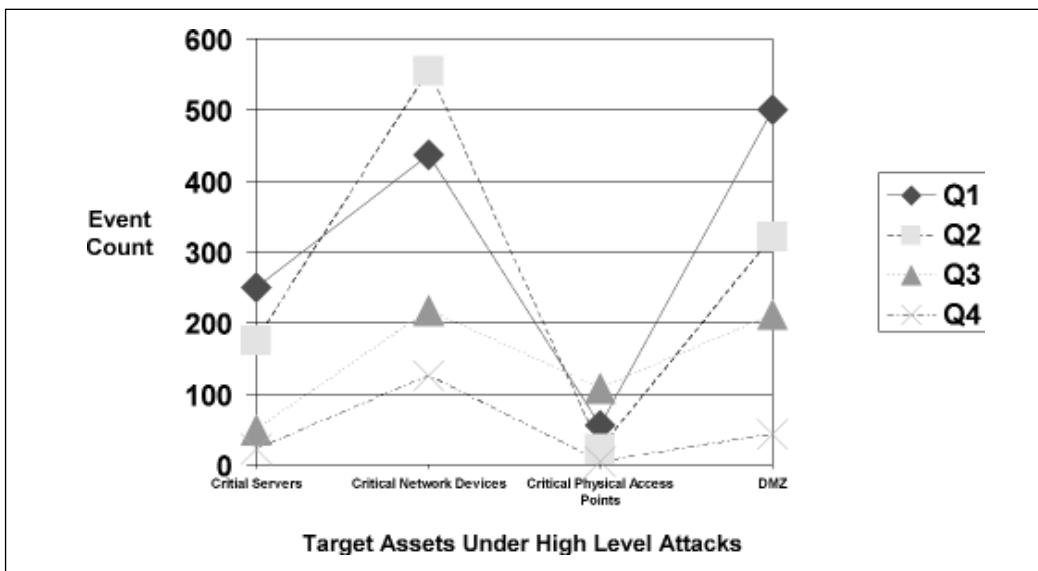 600
500
400
300
200
100
0
Event
Count
Critial Servers
Critical Network Devices
Critical Physical Access
Points
DMZ
Target Assets Under High Level Attacks
Q1
Q2
Q3
Q4